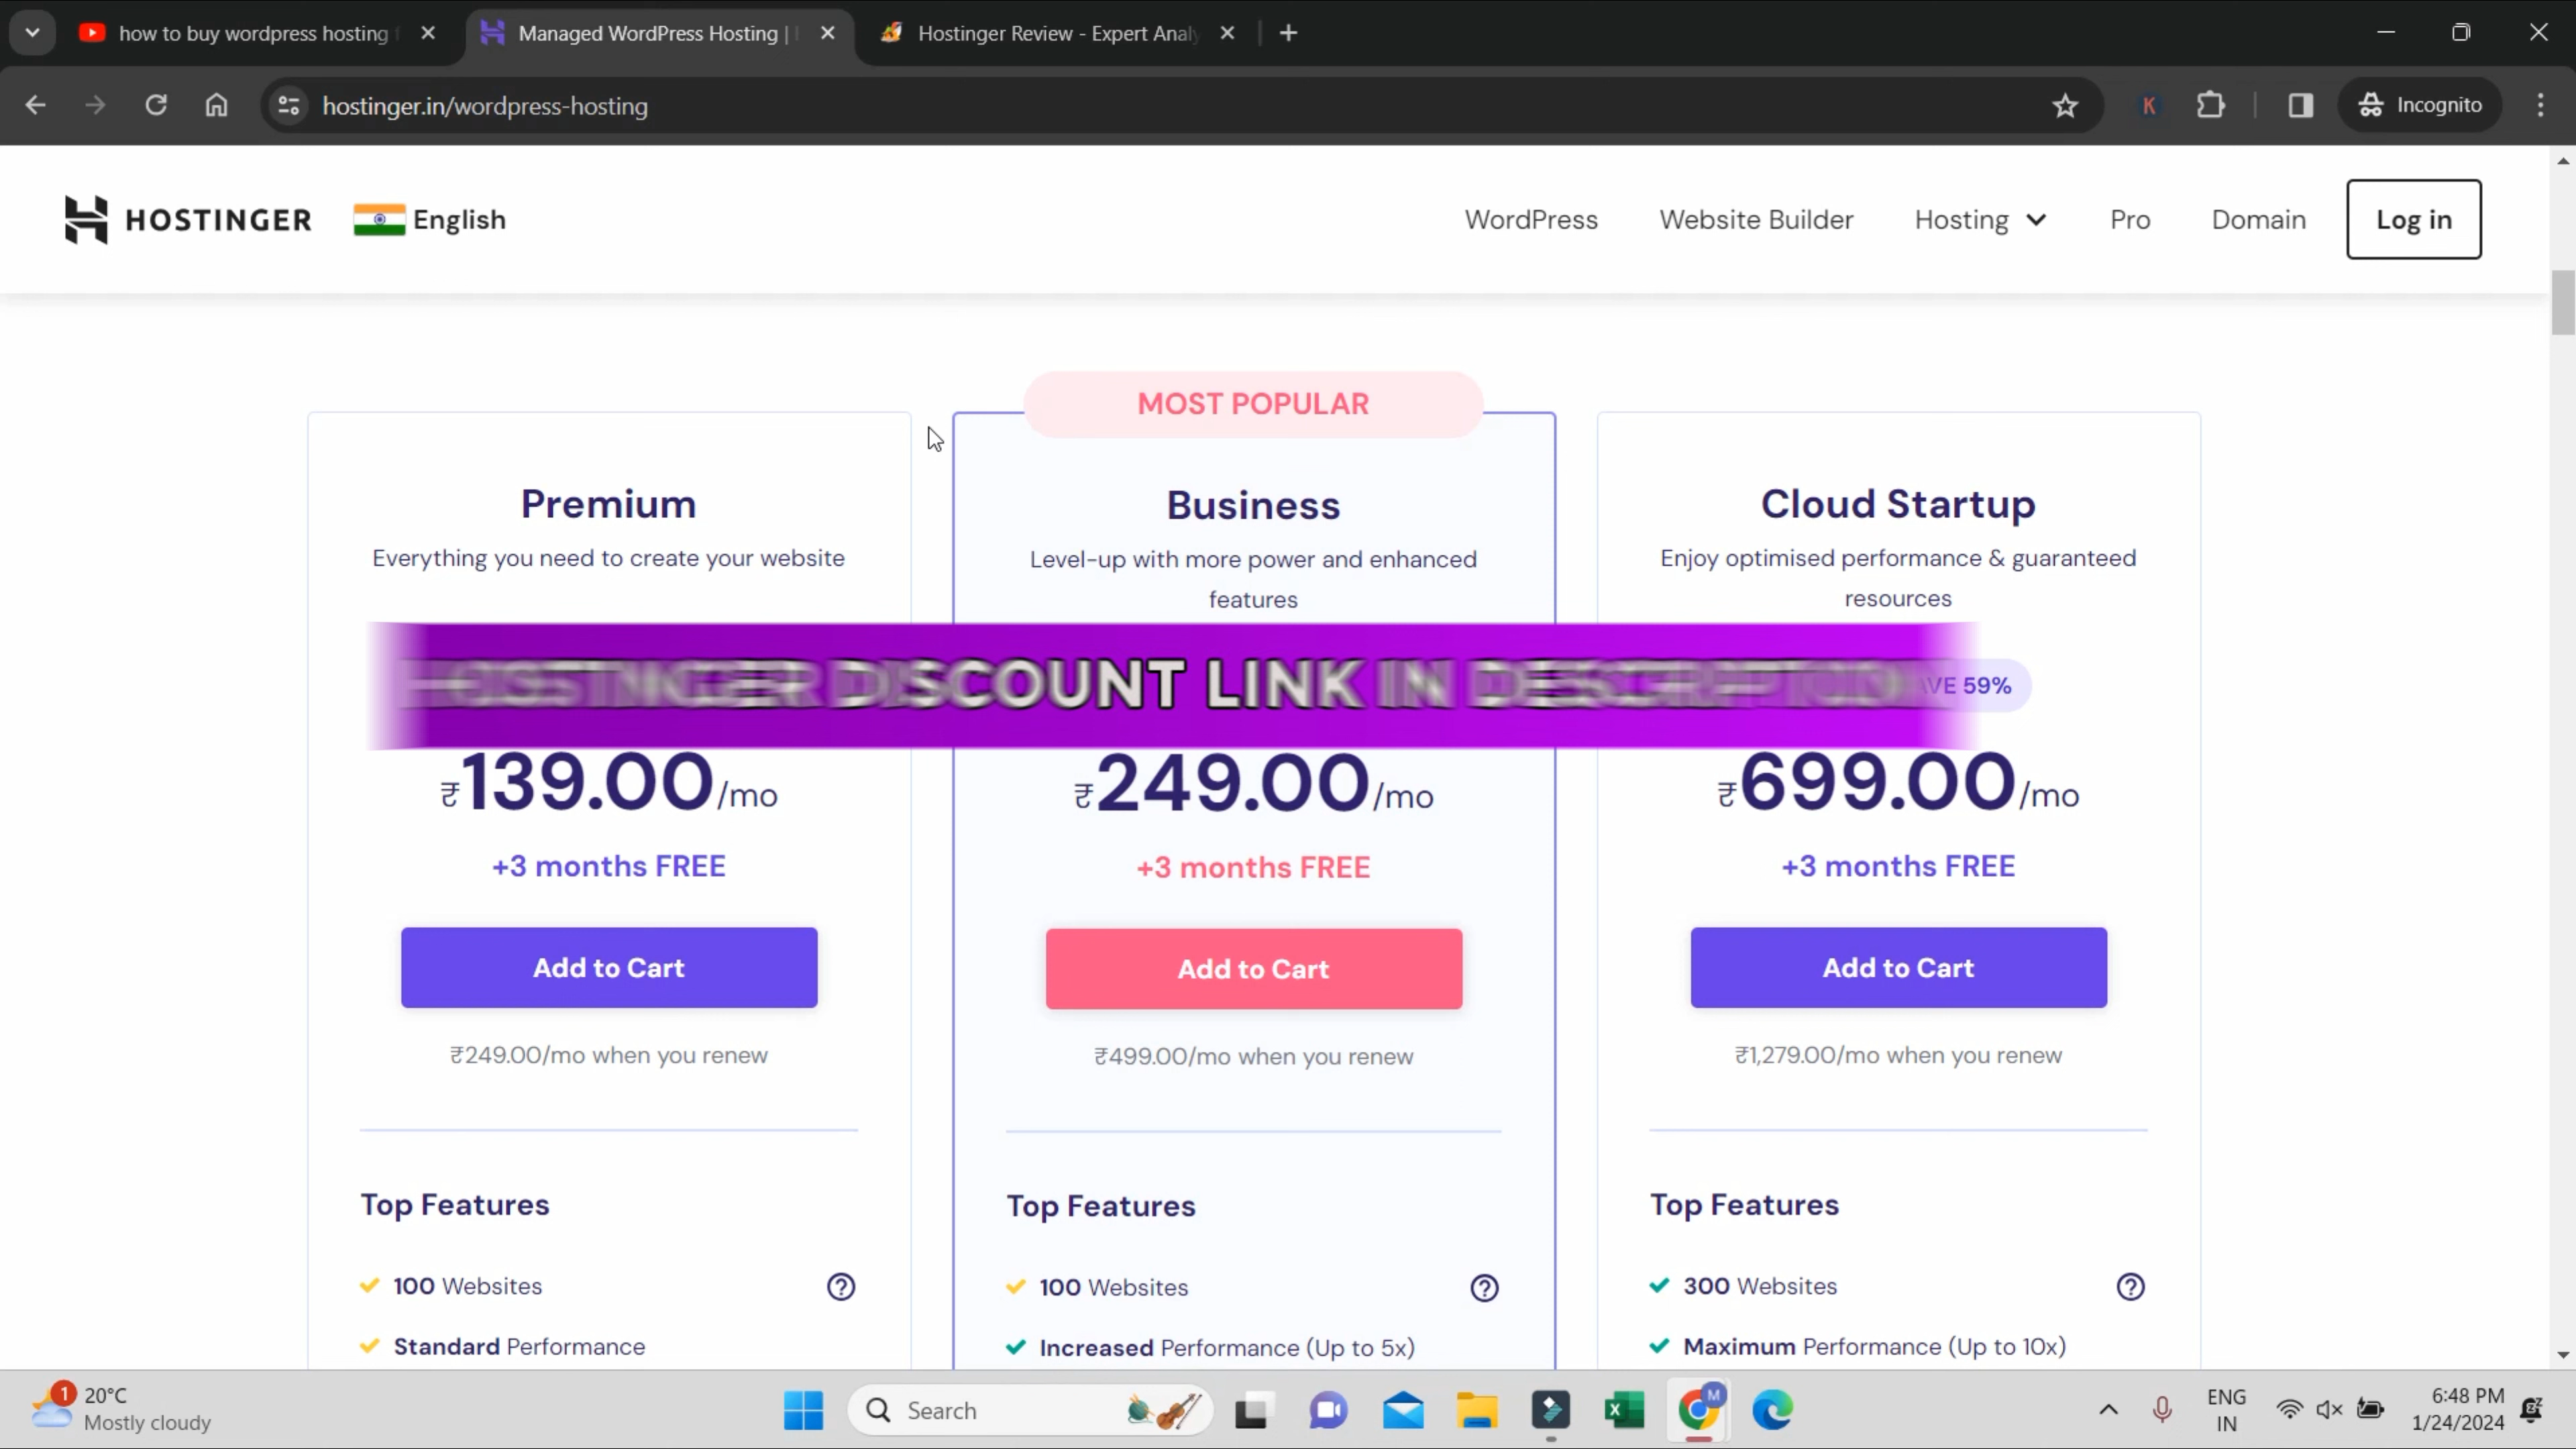 how to buy wordpress hosting
Managed WordPress Hosting |
Hostinger Review - Expert Analy
hostinger.in/wordpress-hosting
K
Incognito
HOSTINGER
English
WordPress
Website Builder
Hosting
Pro
Domain
Log in
MOST POPULAR
Premium
Everything you need to create your website
Business
Level-up with more power and enhanced
features
Cloud Startup
Enjoy optimised performance & guaranteed
resources
HOSTINGER DISCOUNT LINK IN DESCRIPTION
59%
₹139.00/mo
+3 months FREE
Add to Cart
₹249.00/mo when you renew
₹249.00/mo
+3 months FREE
Add to Cart
₹499.00/mo when you renew
₹699.00/mo
+3 months FREE
Add to Cart
₹1,279.00/mo when you renew
Top Features
100 Websites
Standard Performance
Top Features
100 Websites
Increased Performance (Up to 5x)
Top Features
300 Websites
Maximum Performance (Up to 10x)
1
20°C
Mostly cloudy
Search
M
ENG
IN
6:48 PM
1/24/2024